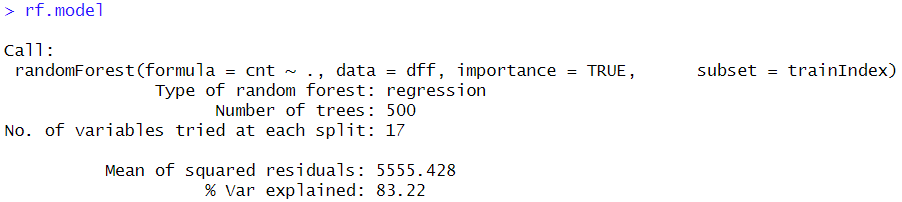 > rf.model
Call:
randomForest(formula = cnt ~ ., data = dff, importance = TRUE,      subset = trainIndex)
Type of random forest: regression
Number of trees: 500
No. of variables tried at each split: 17
Mean of squared residuals: 5555.428
% Var explained: 83.22